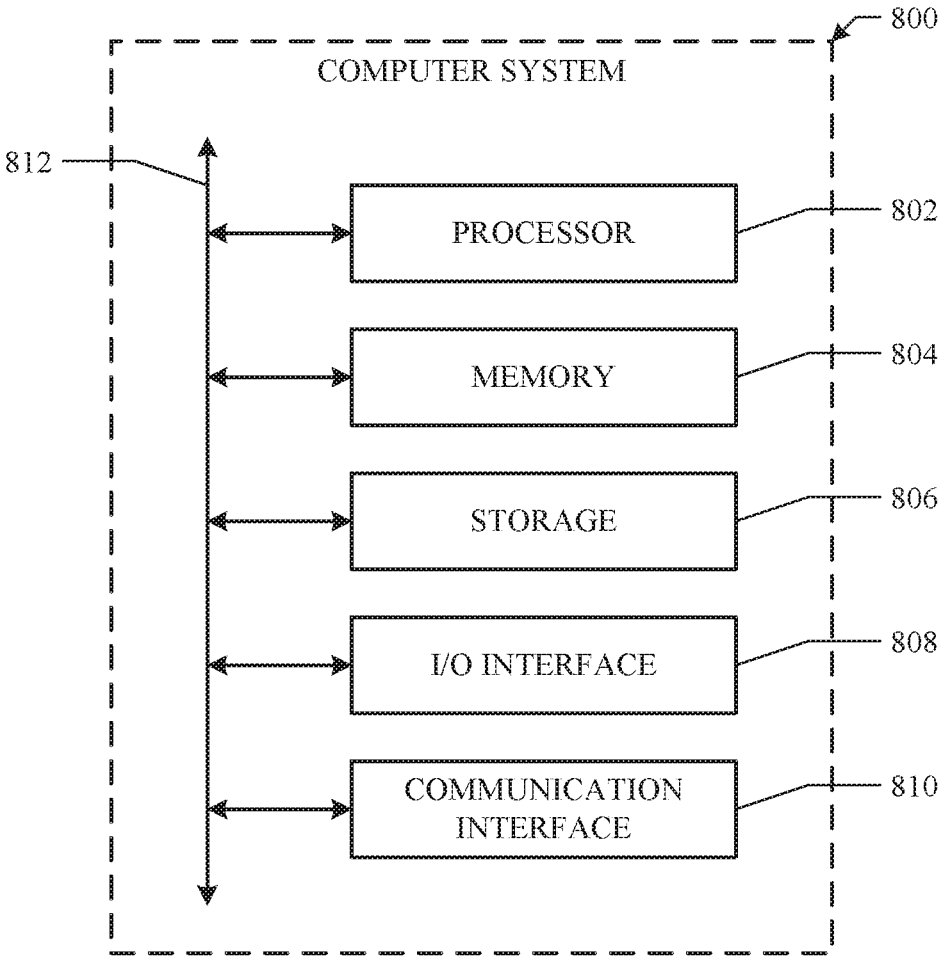 800
COMPUTER SYSTEM
812
PROCESSOR
802
MEMORY
804
STORAGE
806
I/O INTERFACE
808
COMMUNICATION
INTERFACE
810